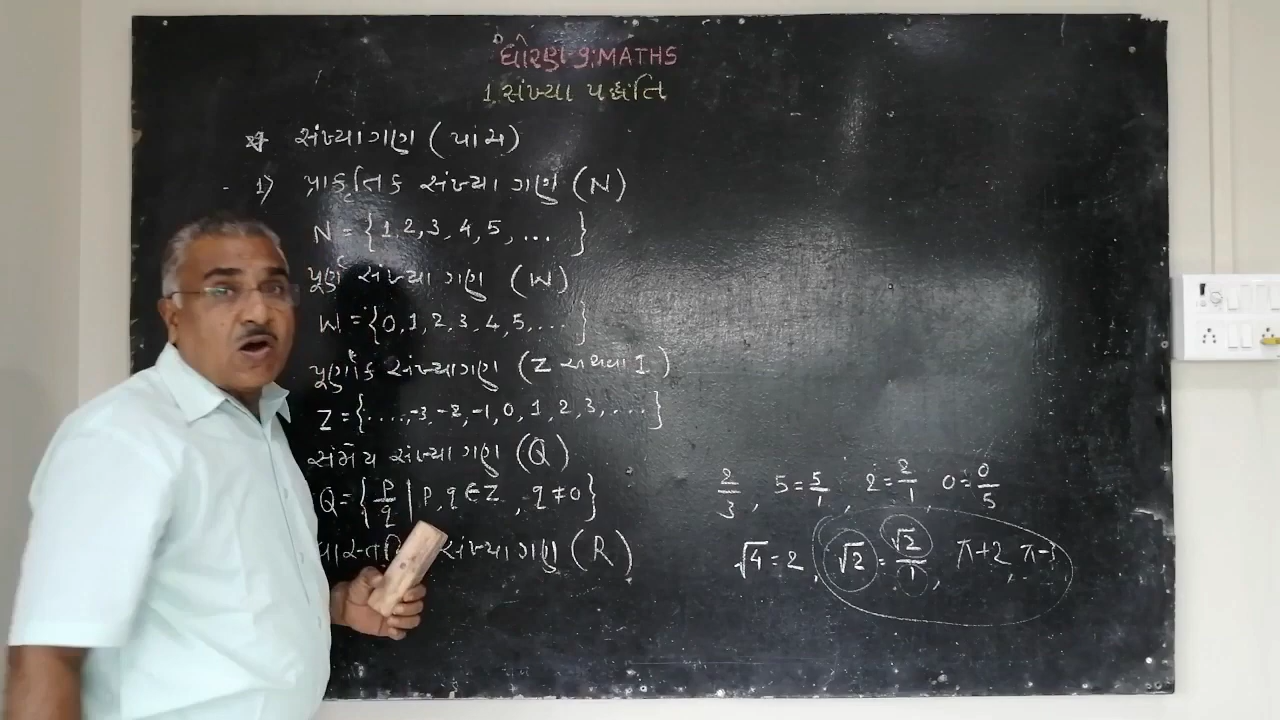 ધોરણ 9:MATHS
1.સંખ્યા પદ્ધતિ
* સંખ્યાગણ (પાંચ)
1) પ્રાકૃતિક સંખ્યા ગણ (N)
N = {1, 2, 3, 4, 5, ... }
પૂર્ણ સંખ્યા ગણ (W)
W = {0, 1, 2, 3, 4, 5, ... }
પૂર્ણાંક સંખ્યાગણ (Z અથવા I)
Z = {...., -3, -2, -1, 0, 1, 2, 3, .... }
સંમેય સંખ્યાગણ (Q)
Q = {p/q | p, q ∈ Z , q ≠ 0}
2/3 , 5 = 5/1 , 2 = 2/1 , 0 = 0/5
સંખ્યાગણ (R)
√4 = 2 , √2 = √2/1 , π+2, π-3